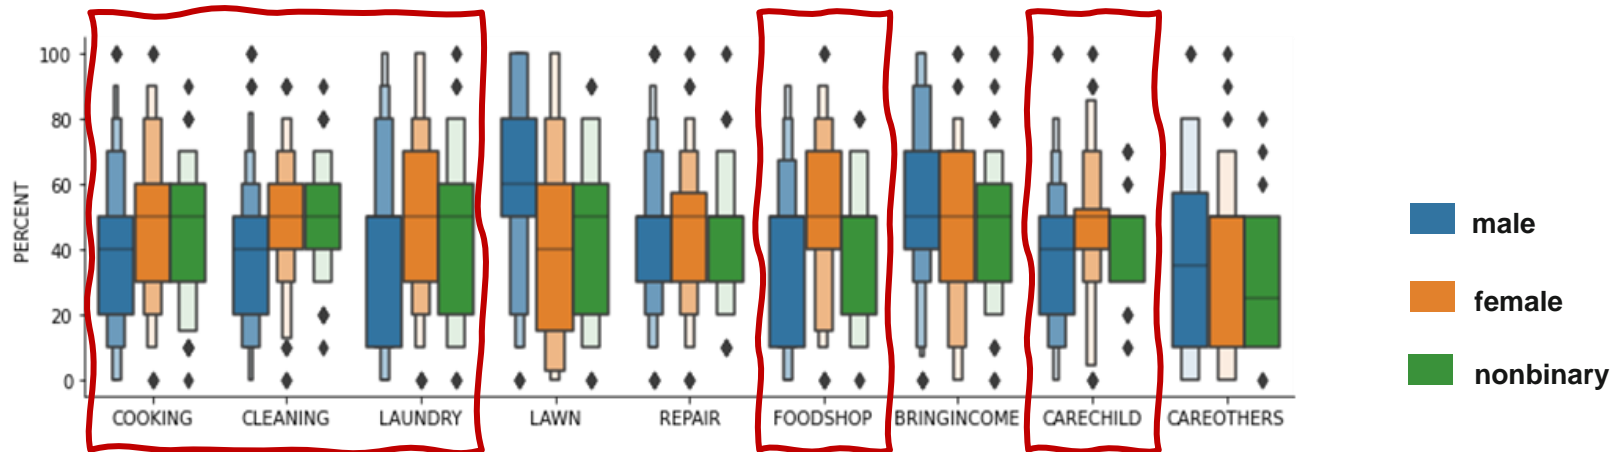 PERCENT
100
80
60
40
20
0
COOKING CLEANING LAUNDRY LAWN REPAIR FOODSHOP BRINGINCOME CARECHILD CAREOTHERS
male
female
nonbinary